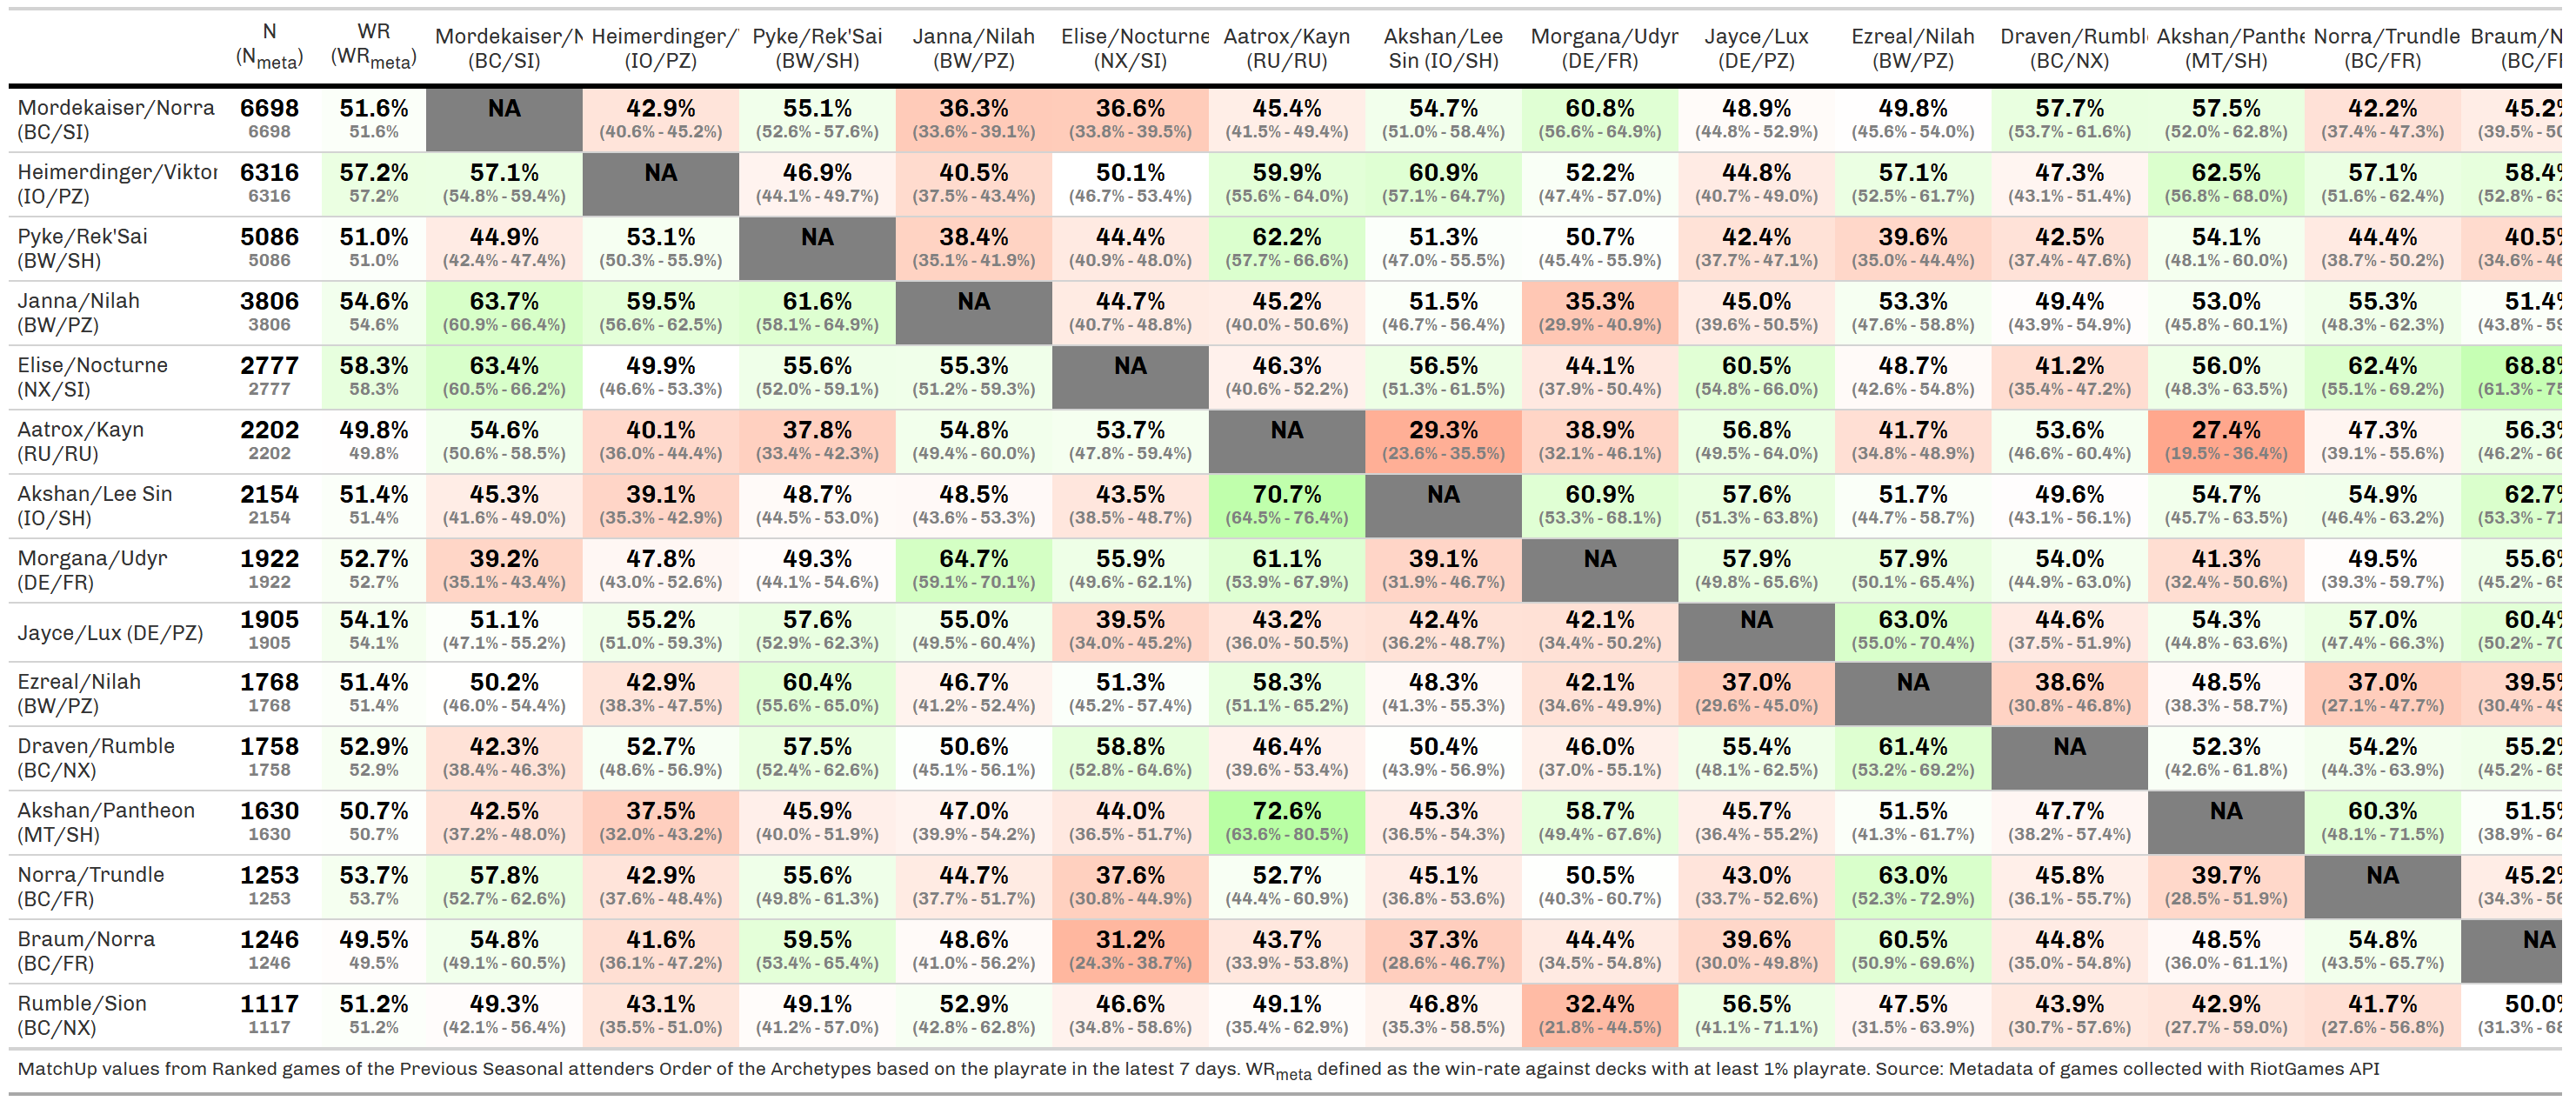 N WR Mordekaiser/N Heimerdinger/ Pyke/Rek'Sai Janna/Nilah Elise/Nocturne Aatrox/Kayn Akshan/Lee Morgana/Udyr Jayce/Lux Ezreal/Nilah Draven/Rumbl Akshan/Panthe Norra/Trundle Braum/N
(Nmeta) (WRmeta) (BC/SI) (IO/PZ) (BW/SH) (BW/PZ) (NX/SI) (RU/RU) Sin (IO/SH) (DE/FR) (DE/PZ) (BW/PZ) (BC/NX) (MT/SH) (BC/FR) (BC/F
Mordekaiser/Norra 6698 51.6% NA 42.9% 55.1% 36.3% 36.6% 45.4% 54.7% 60.8% 48.9% 49.8% 57.7% 57.5% 42.2% 45.2%
(BC/SI) 6698 51.6% (40.6% - 45.2%) (52.6% - 57.6%) (33.6% - 39.1%) (33.8% - 39.5%) (41.5% - 49.4%) (51.0% - 58.4%) (56.6% - 64.9%) (44.8% - 52.9%) (45.6% - 54.0%) (53.7% - 61.6%) (52.0% - 62.8%) (37.4% - 47.3%) (39.5% - 50
Heimerdinger/Viktor 6316 57.2% 57.1% NA 46.9% 40.5% 50.1% 59.9% 60.9% 52.2% 44.8% 57.1% 47.3% 62.5% 57.1% 58.4%
(IO/PZ) 6316 57.2% (54.8% - 59.4%) (44.1% - 49.7%) (37.5% - 43.4%) (46.7% - 53.4%) (55.6% - 64.0%) (57.1% - 64.7%) (47.4% - 57.0%) (40.7% - 49.0%) (52.5% - 61.7%) (43.1% - 51.4%) (56.8% - 68.0%) (51.6% - 62.4%) (52.8% - 63
Pyke/Rek'Sai 5086 51.0% 44.9% 53.1% NA 38.4% 44.4% 62.2% 51.3% 50.7% 42.4% 39.6% 42.5% 54.1% 44.4% 40.5%
(BW/SH) 5086 51.0% (42.4% - 47.4%) (50.3% - 55.9%) (35.1% - 41.9%) (40.9% - 48.0%) (57.7% - 66.6%) (47.0% - 55.5%) (45.4% - 55.9%) (37.7% - 47.1%) (35.0% - 44.4%) (37.4% - 47.6%) (48.1% - 60.0%) (38.7% - 50.2%) (34.6% - 46
Janna/Nilah 3806 54.6% 63.7% 59.5% 61.6% NA 44.7% 45.2% 51.5% 35.3% 45.0% 53.3% 49.4% 53.0% 55.3% 51.4%
(BW/PZ) 3806 54.6% (60.9% - 66.4%) (56.6% - 62.5%) (58.1% - 64.9%) (40.7% - 48.8%) (40.0% - 50.6%) (46.7% - 56.4%) (29.9% - 40.9%) (39.6% - 50.5%) (47.6% - 58.8%) (43.9% - 54.9%) (45.8% - 60.1%) (48.3% - 62.3%) (43.8% - 59
Elise/Nocturne 2777 58.3% 63.4% 49.9% 55.6% 55.3% NA 46.3% 56.5% 44.1% 60.5% 48.7% 41.2% 56.0% 62.4% 68.8%
(NX/SI) 2777 58.3% (60.5% - 66.2%) (46.6% - 53.3%) (52.0% - 59.1%) (51.2% - 59.3%) (40.6% - 52.2%) (51.3% - 61.5%) (37.9% - 50.4%) (54.8% - 66.0%) (42.6% - 54.8%) (35.4% - 47.2%) (48.3% - 63.5%) (55.1% - 69.2%) (61.3% - 75
Aatrox/Kayn 2202 49.8% 54.6% 40.1% 37.8% 54.8% 53.7% NA 29.3% 38.9% 56.8% 41.7% 53.6% 27.4% 47.3% 56.3%
(RU/RU) 2202 49.8% (50.6% - 58.5%) (36.0% - 44.4%) (33.4% - 42.3%) (49.4% - 60.0%) (47.8% - 59.4%) (23.6% - 35.5%) (32.1% - 46.1%) (49.5% - 64.0%) (34.8% - 48.9%) (46.6% - 60.4%) (19.5% - 36.4%) (39.1% - 55.6%) (46.2% - 66
Akshan/Lee Sin 2154 51.4% 45.3% 39.1% 48.7% 48.5% 43.5% 70.7% NA 60.9% 57.6% 51.7% 49.6% 54.7% 54.9% 62.7%
(IO/SH) 2154 51.4% (41.6% - 49.0%) (35.3% - 42.9%) (44.5% - 53.0%) (43.6% - 53.3%) (38.5% - 48.7%) (64.5% - 76.4%) (53.3% - 68.1%) (51.3% - 63.8%) (44.7% - 58.7%) (43.1% - 56.1%) (45.7% - 63.5%) (46.4% - 63.2%) (53.3% - 71
Morgana/Udyr 1922 52.7% 39.2% 47.8% 49.3% 64.7% 55.9% 61.1% 39.1% NA 57.9% 57.9% 54.0% 41.3% 49.5% 55.6%
(DE/FR) 1922 52.7% (35.1% - 43.4%) (43.0% - 52.6%) (44.1% - 54.6%) (59.1% - 70.1%) (49.6% - 62.1%) (53.9% - 67.9%) (31.9% - 46.7%) (49.8% - 65.6%) (50.1% - 65.4%) (44.9% - 63.0%) (32.4% - 50.6%) (39.3% - 59.7%) (45.2% - 65
Jayce/Lux (DE/PZ) 1905 54.1% 51.1% 55.2% 57.6% 55.0% 39.5% 43.2% 42.4% 42.1% NA 63.0% 44.6% 54.3% 57.0% 60.4%
1905 54.1% (47.1% - 55.2%) (51.0% - 59.3%) (52.9% - 62.3%) (49.5% - 60.4%) (34.0% - 45.2%) (36.0% - 50.5%) (36.2% - 48.7%) (34.4% - 50.2%) (55.0% - 70.4%) (37.5% - 51.9%) (44.8% - 63.6%) (47.4% - 66.3%) (50.2% - 70
Ezreal/Nilah 1768 51.4% 50.2% 42.9% 60.4% 46.7% 51.3% 58.3% 48.3% 42.1% 37.0% NA 38.6% 48.5% 37.0% 39.5%
(BW/PZ) 1768 51.4% (46.0% - 54.4%) (38.3% - 47.5%) (55.6% - 65.0%) (41.2% - 52.4%) (45.2% - 57.4%) (51.1% - 65.2%) (41.3% - 55.3%) (34.6% - 49.9%) (29.6% - 45.0%) (30.8% - 46.8%) (38.3% - 58.7%) (27.1% - 47.7%) (30.4% - 49
Draven/Rumble 1758 52.9% 42.3% 52.7% 57.5% 50.6% 58.8% 46.4% 50.4% 46.0% 55.4% 61.4% NA 52.3% 54.2% 55.2%
(BC/NX) 1758 52.9% (38.4% - 46.3%) (48.6% - 56.9%) (52.4% - 62.6%) (45.1% - 56.1%) (52.8% - 64.6%) (39.6% - 53.4%) (43.9% - 56.9%) (37.0% - 55.1%) (48.1% - 62.5%) (53.2% - 69.2%) (42.6% - 61.8%) (44.3% - 63.9%) (45.2% - 65
Akshan/Pantheon 1630 50.7% 42.5% 37.5% 45.9% 47.0% 44.0% 72.6% 45.3% 58.7% 45.7% 51.5% 47.7% NA 60.3% 51.5%
(MT/SH) 1630 50.7% (37.2% - 48.0%) (32.0% - 43.2%) (40.0% - 51.9%) (39.9% - 54.2%) (36.5% - 51.7%) (63.6% - 80.5%) (36.5% - 54.3%) (49.4% - 67.6%) (36.4% - 55.2%) (41.3% - 61.7%) (38.2% - 57.4%) (48.1% - 71.5%) (38.9% - 64
Norra/Trundle 1253 53.7% 57.8% 42.9% 55.6% 44.7% 37.6% 52.7% 45.1% 50.5% 43.0% 63.0% 45.8% 39.7% NA 45.2%
(BC/FR) 1253 53.7% (52.7% - 62.6%) (37.6% - 48.4%) (49.8% - 61.3%) (37.7% - 51.7%) (30.8% - 44.9%) (44.4% - 60.9%) (36.8% - 53.6%) (40.3% - 60.7%) (33.7% - 52.6%) (52.3% - 72.9%) (36.1% - 55.7%) (28.5% - 51.9%) (34.3% - 56
Braum/Norra 1246 49.5% 54.8% 41.6% 59.5% 48.6% 31.2% 43.7% 37.3% 44.4% 39.6% 60.5% 44.8% 48.5% 54.8% NA
(BC/FR) 1246 49.5% (49.1% - 60.5%) (36.1% - 47.2%) (53.4% - 65.4%) (41.0% - 56.2%) (24.3% - 38.7%) (33.9% - 53.8%) (28.6% - 46.7%) (34.5% - 54.8%) (30.0% - 49.8%) (50.9% - 69.6%) (35.0% - 54.8%) (36.0% - 61.1%) (43.5% - 65.7%)
Rumble/Sion 1117 51.2% 49.3% 43.1% 49.1% 52.9% 46.6% 49.1% 46.8% 32.4% 56.5% 47.5% 43.9% 42.9% 41.7% 50.0%
(BC/NX) 1117 51.2% (42.1% - 56.4%) (35.5% - 51.0%) (41.2% - 57.0%) (42.8% - 62.8%) (34.8% - 58.6%) (35.4% - 62.9%) (35.3% - 58.5%) (21.8% - 44.5%) (41.1% - 71.1%) (31.5% - 63.9%) (30.7% - 57.6%) (27.7% - 59.0%) (27.6% - 56.8%) (31.3% - 68
MatchUp values from Ranked games of the Previous Seasonal attenders Order of the Archetypes based on the playrate in the latest 7 days. WRmeta defined as the win-rate against decks with at least 1% playrate. Source: Metadata of games collected with RiotGames API